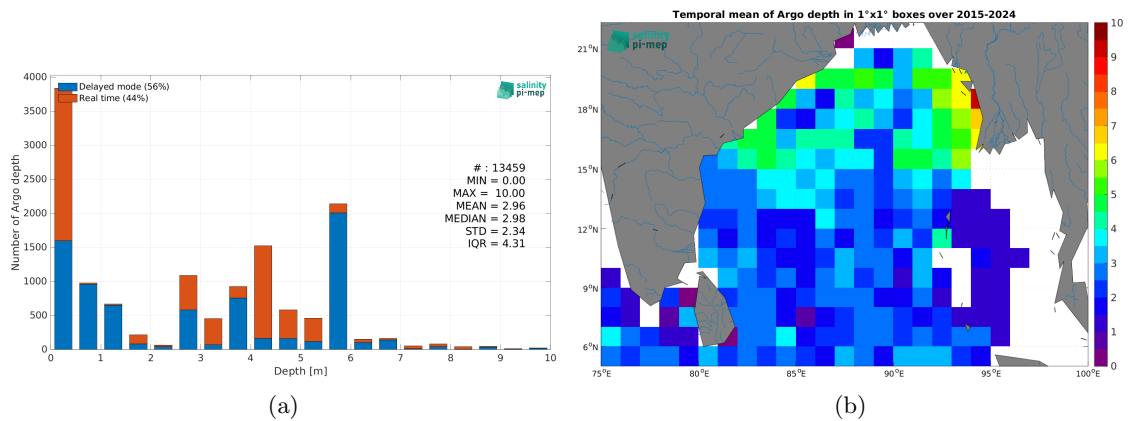 4000
3500
3000
2500
2000
1500
1000
500
0
Number of Argo depth
Delayed mode (56%)
Real time (44%)
salinity
pi-mep
# : 13459
MIN = 0.00
MAX = 10.00
MEAN = 2.96
MEDIAN = 2.98
STD = 2.34
IQR = 4.31
0 1 2 3 4 5 6 7 8 9 10
Depth [m]
(a)
Temporal mean of Argo depth in 1°x1° boxes over 2015-2024
salinity
pi-mep
21°N
18°N
15°N
12°N
9°N
6°N
75°E 80°E 85°E 90°E 95°E 100°E
10
9
8
7
6
5
4
3
2
1
0
(b)